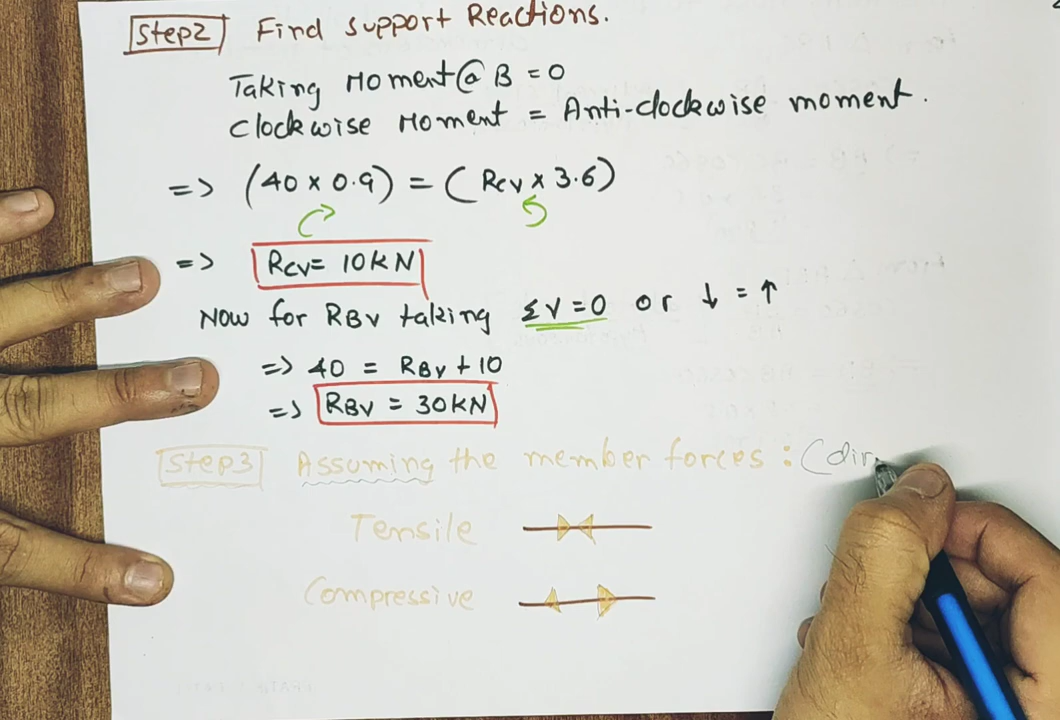 Step2 Find support Reactions.
Taking Moment @ B = 0
Clockwise Moment = Anti-clockwise moment.
=> (40 x 0.9) = (Rcv x 3.6)
=> Rcv = 10kN
Now for RBV taking ΣV = 0 or ↓ = ↑
=> 40 = RBV + 10
=> RBV = 30kN
Step3 Assuming the member forces : (dir
Tensile
Compressive